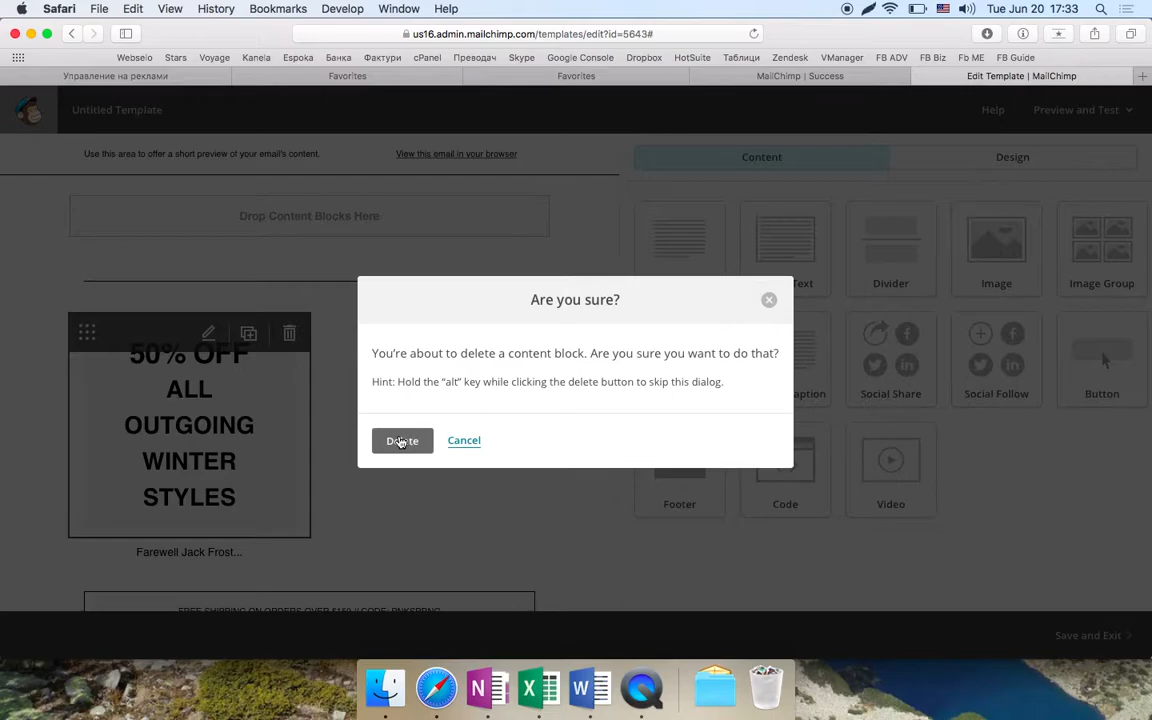 Safari File Edit View History Bookmarks Develop Window Help Tue Jun 20 17:33
us16.admin.mailchimp.com/templates/edit?id=5643#
Webselo Stars Voyage Kanela Espoka Банка Фактури cPanel Преводач Skype Google Console Dropbox HotSuite Таблици Zendesk VManager FB ADV FB Biz Fb ME FB Guide
Управление на реклами Favorites Favorites MailChimp | Success Edit Template | MailChimp
Untitled Template Help Preview and Test
Use this area to offer a short preview of your email's content. View this email in your browser
Content Design
Drop Content Blocks Here
Text Divider Image Image Group
Are you sure?
You're about to delete a content block. Are you sure you want to do that?
Hint: Hold the "alt" key while clicking the delete button to skip this dialog.
50% OFF
ALL
OUTGOING
WINTER
STYLES
Social Share Social Follow Button
Delete Cancel
Footer Code Video
Farewell Jack Frost...
Save and Exit